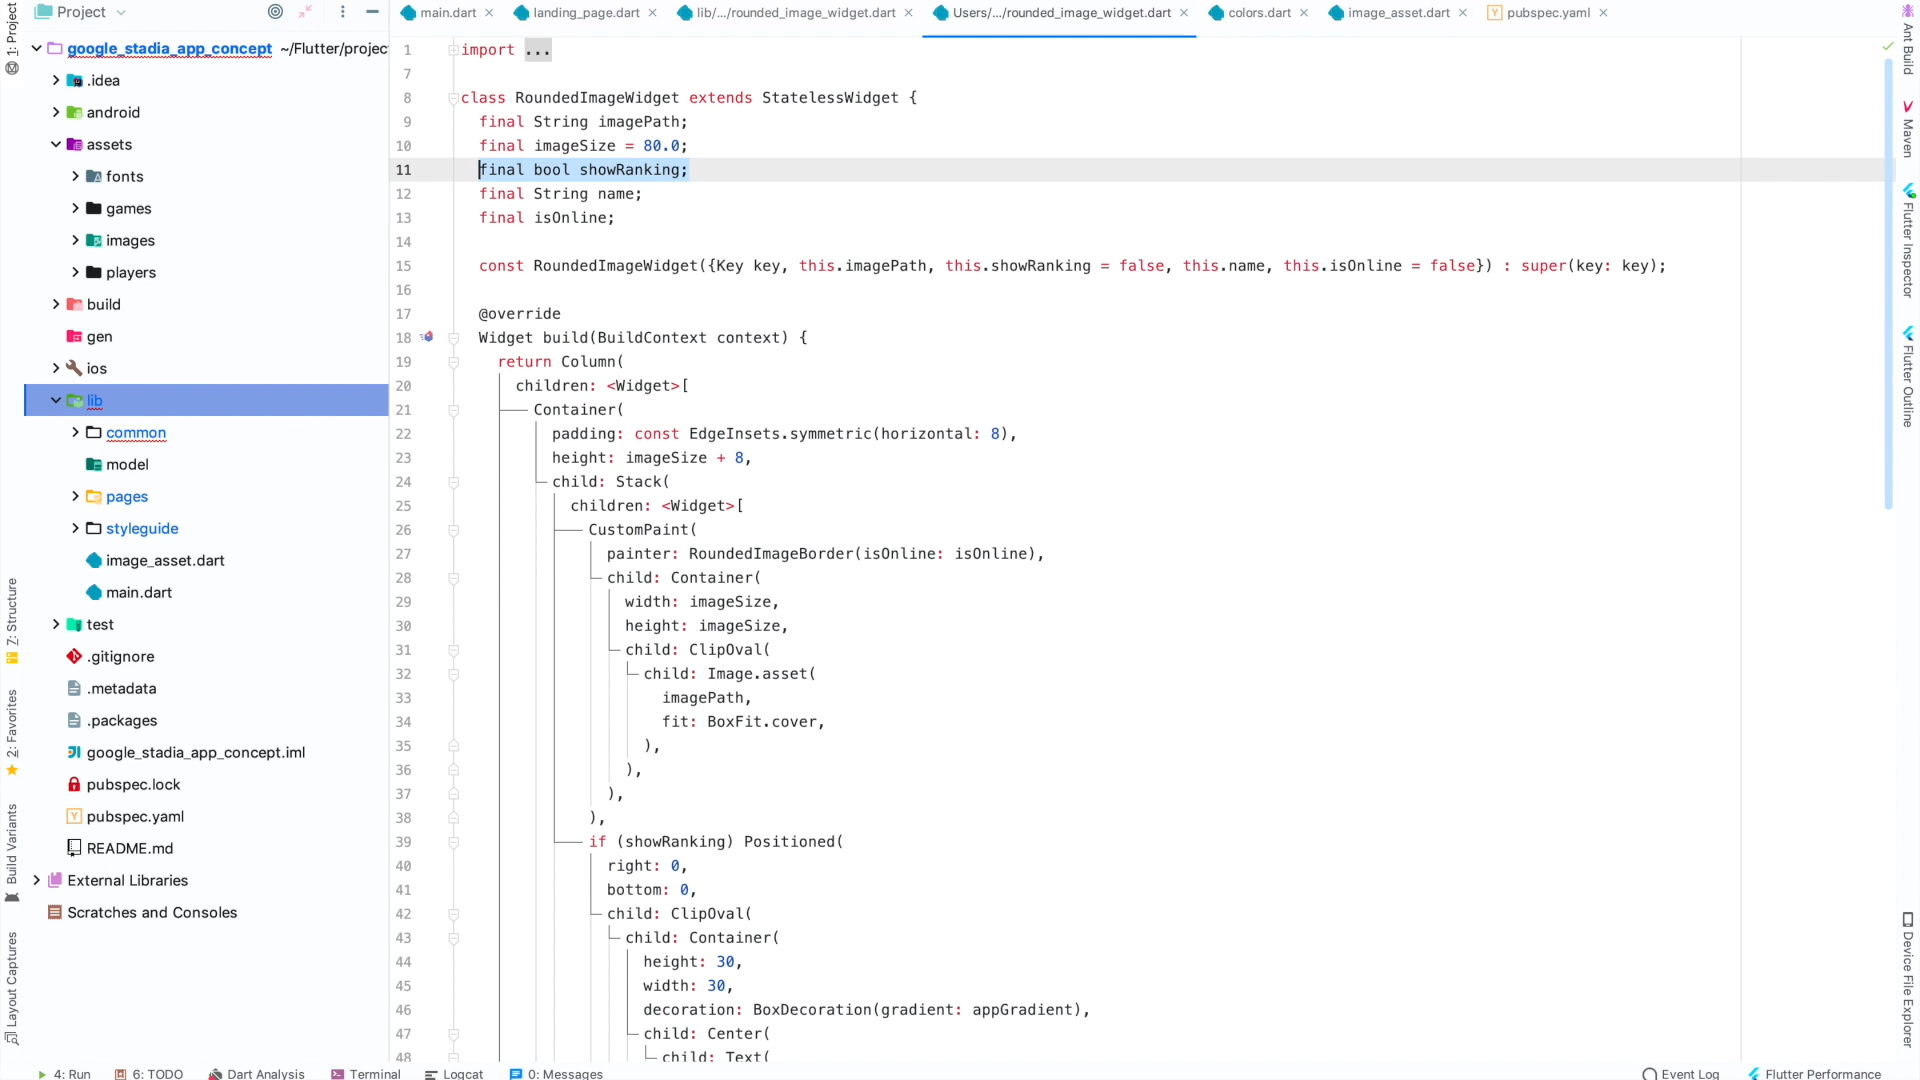 Project
main.dart
landing_page.dart
lib/.../rounded_image_widget.dart
Users/.../rounded_image_widget.dart
colors.dart
image_asset.dart
pubspec.yaml
1: Project
Z: Structure
2: Favorites
Build Variants
Layout Captures
google_stadia_app_concept ~/Flutter/projec
.idea
android
assets
fonts
games
images
players
build
gen
ios
lib
common
model
pages
styleguide
image_asset.dart
main.dart
test
.gitignore
.metadata
.packages
google_stadia_app_concept.iml
pubspec.lock
pubspec.yaml
README.md
External Libraries
Scratches and Consoles
1 import ...
7
8 class RoundedImageWidget extends StatelessWidget {
9 final String imagePath;
10 final imageSize = 80.0;
11 final bool showRanking;
12 final String name;
13 final isOnline;
14
15 const RoundedImageWidget({Key key, this.imagePath, this.showRanking = false, this.name, this.isOnline = false}) : super(key: key);
16
17 @override
18 Widget build(BuildContext context) {
19 return Column(
20 children: <Widget>[
21 Container(
22 padding: const EdgeInsets.symmetric(horizontal: 8),
23 height: imageSize + 8,
24 child: Stack(
25 children: <Widget>[
26 CustomPaint(
27 painter: RoundedImageBorder(isOnline: isOnline),
28 child: Container(
29 width: imageSize,
30 height: imageSize,
31 child: ClipOval(
32 child: Image.asset(
33 imagePath,
34 fit: BoxFit.cover,
35 ),
36 ),
37 ),
38 ),
39 if (showRanking) Positioned(
40 right: 0,
41 bottom: 0,
42 child: ClipOval(
43 child: Container(
44 height: 30,
45 width: 30,
46 decoration: BoxDecoration(gradient: appGradient),
47 child: Center(
48 child: Text(
Ant Build
Maven
Flutter Inspector
Flutter Outline
Device File Explorer
4: Run
6: TODO
Dart Analysis
Terminal
Logcat
0: Messages
Event Log
Flutter Performance